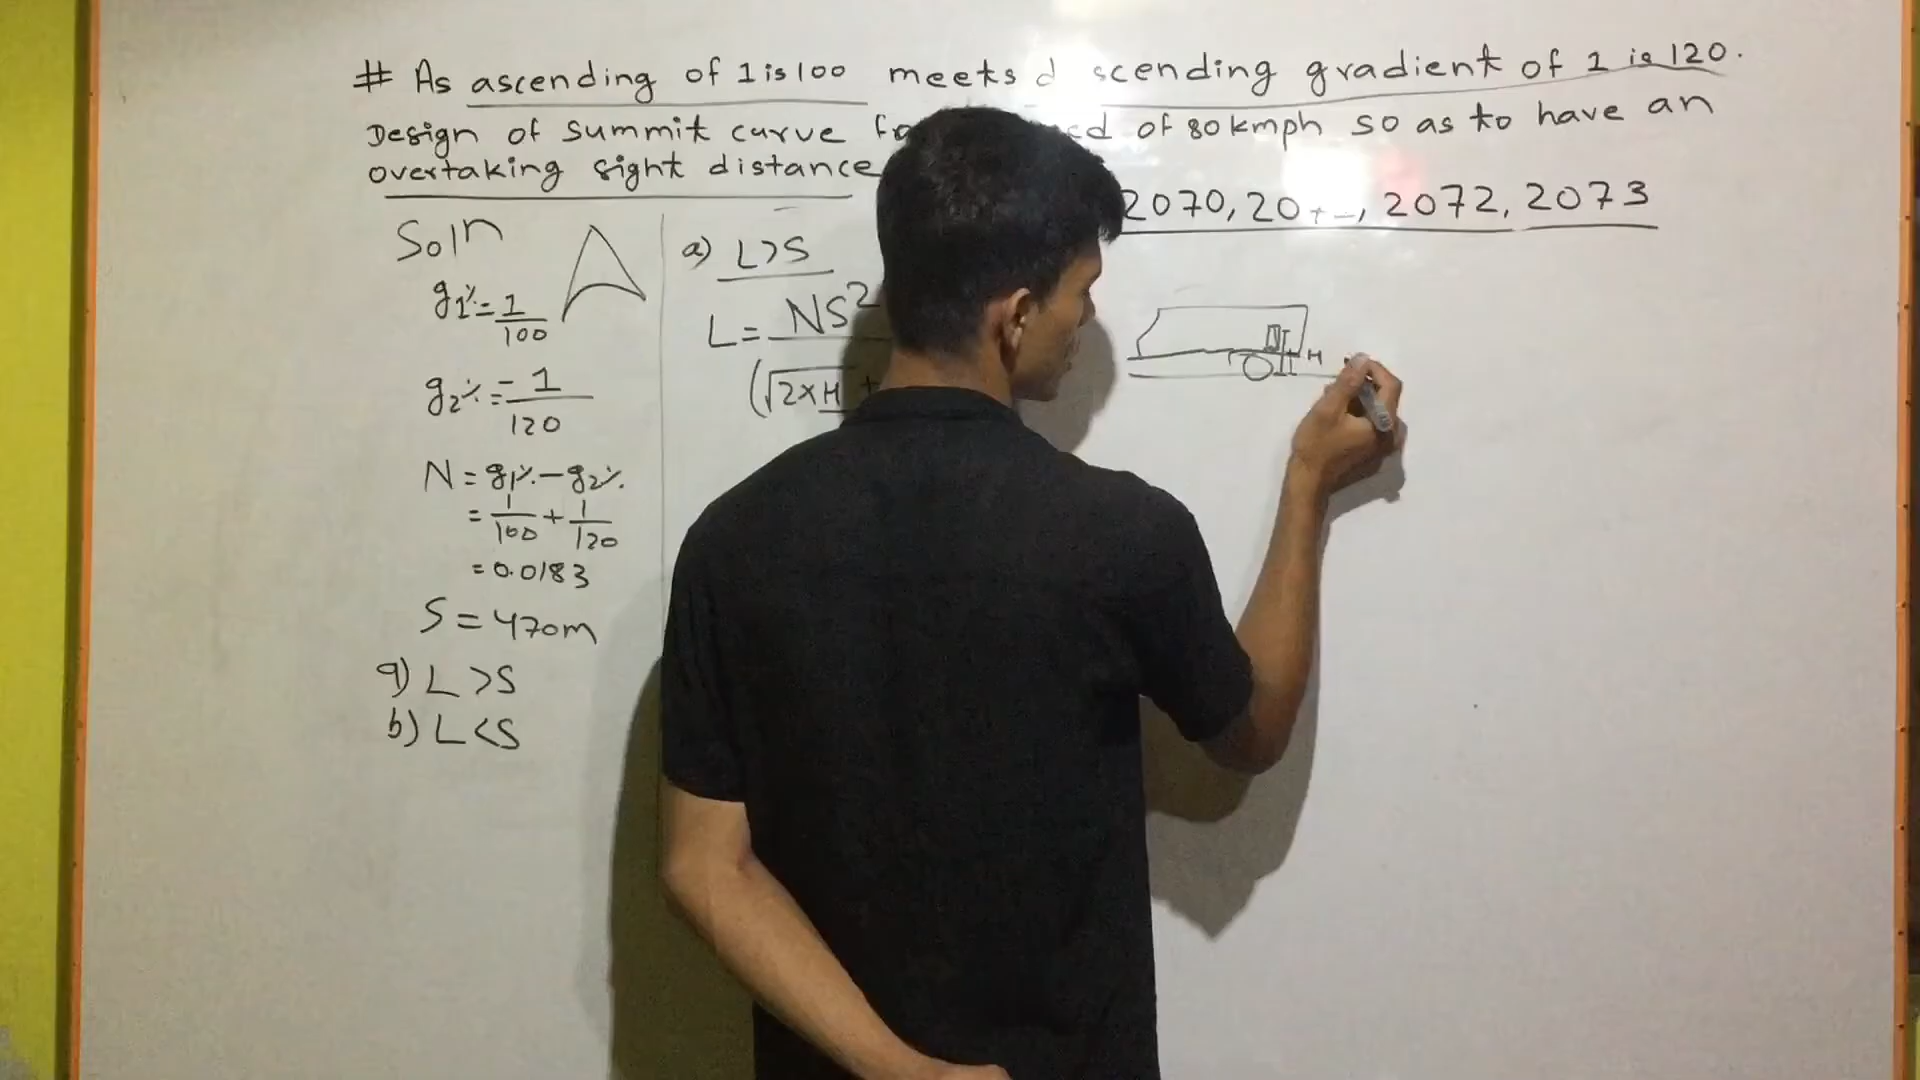 # As ascending of 1 is 100 meets d scending gradient of 1 is 120.
Design of summit curve of 80 kmph so as to have an
overtaking sight distance
2070, 2072, 2073
Soln
g1%=1/100
g2%=-1/120
N=g1%-g2%
=1/100+1/120
=0.0183
S=470m
a) L>S
b) L<S
a) L>S
L=NS²
(√2×H
H